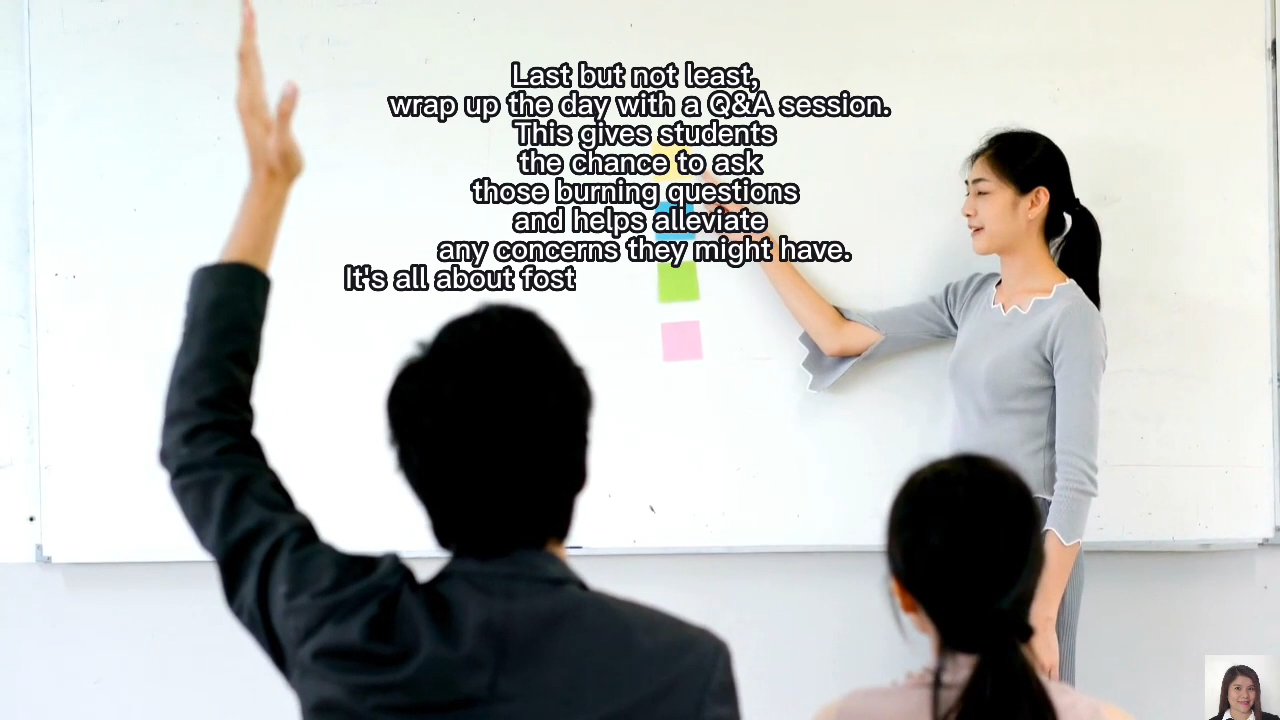 Last but not least,
wrap up the day with a Q&A session.
This gives students
the chance to ask
those burning questions
and helps alleviate
any concerns they might have.
It's all about fost